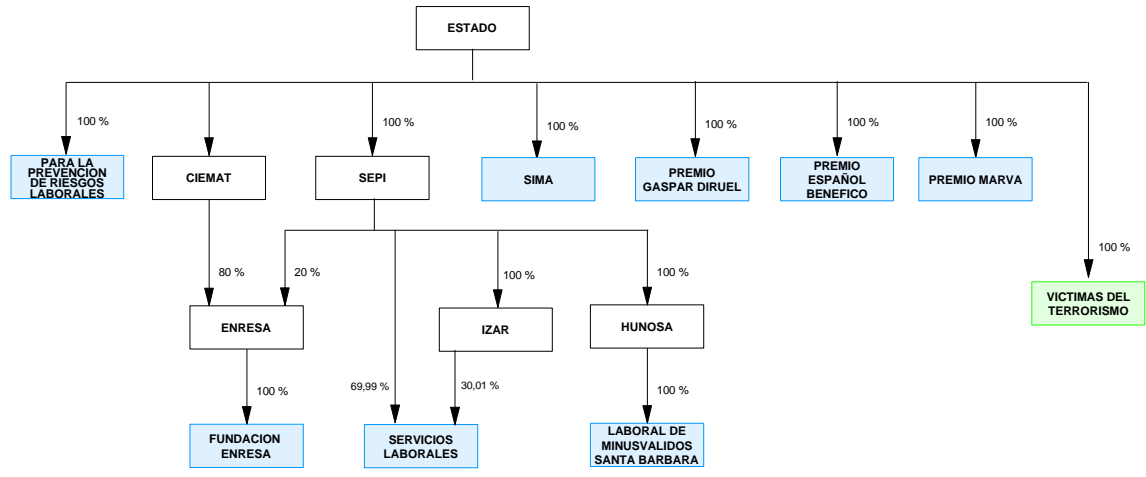 ESTADO
100 %
100 %
100 %
100 %
100 %
100 %
PARA LA
PREVENCION
DE RIESGOS
LABORALES
CIEMAT
SEPI
SIMA
PREMIO
GASPAR DIRUEL
PREMIO
ESPAÑOL
BENEFICO
PREMIO MARVA
100 %
80 %
20 %
100 %
100 %
VICTIMAS DEL
TERRORISMO
ENRESA
IZAR
HUNOSA
100 %
69,99 %
30,01 %
100 %
FUNDACION
ENRESA
SERVICIOS
LABORALES
LABORAL DE
MINUSVALIDOS
SANTA BARBARA